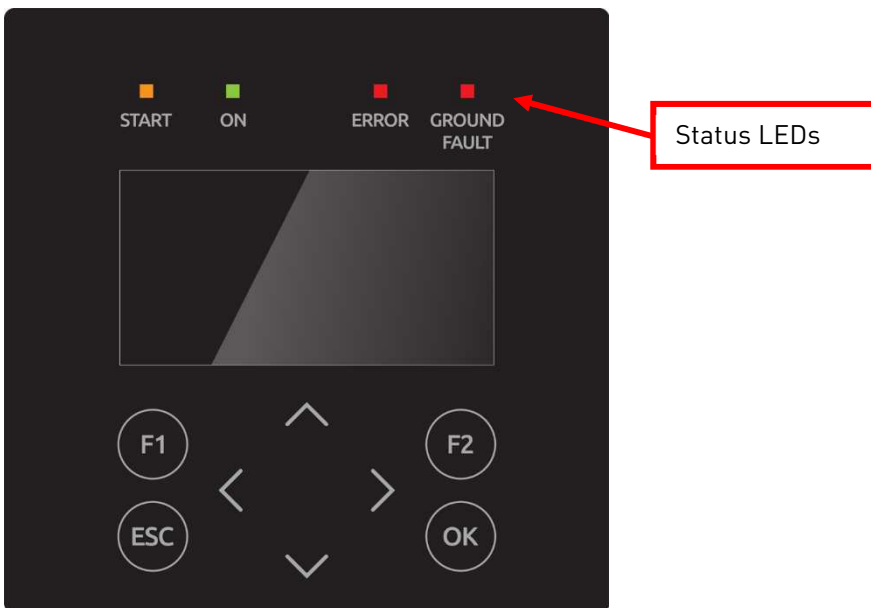 START ON ERROR GROUND
FAULT
Status LEDs
F1 F2
ESC OK